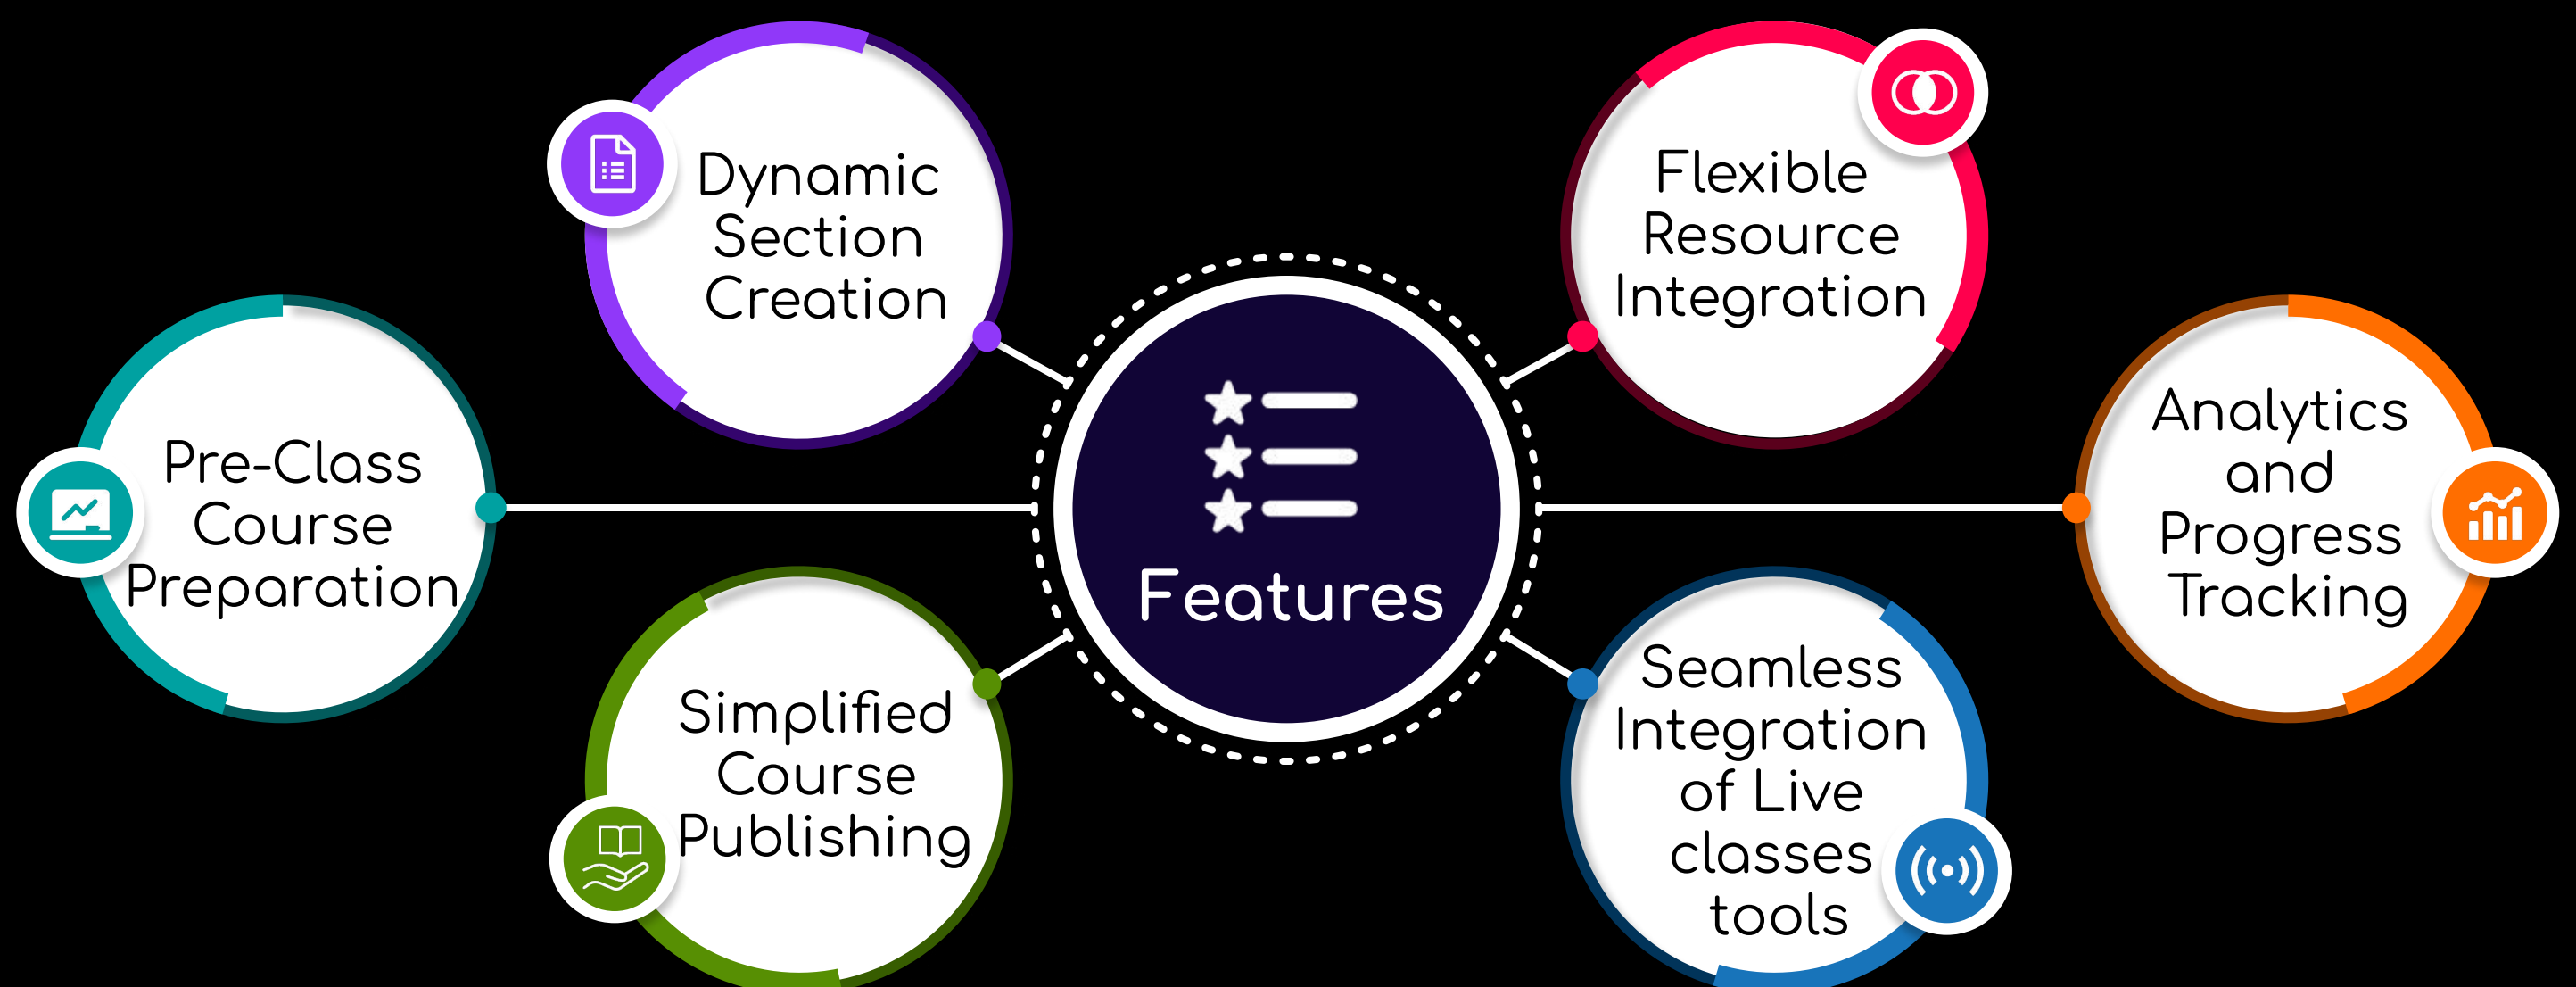 Dynamic
Section
Creation
Flexible
Resource
Integration
Pre-Class
Course
Preparation
Features
Analytics
and
Progress
Tracking
Simplified
Course
Publishing
Seamless
Integration
of Live
classes
tools